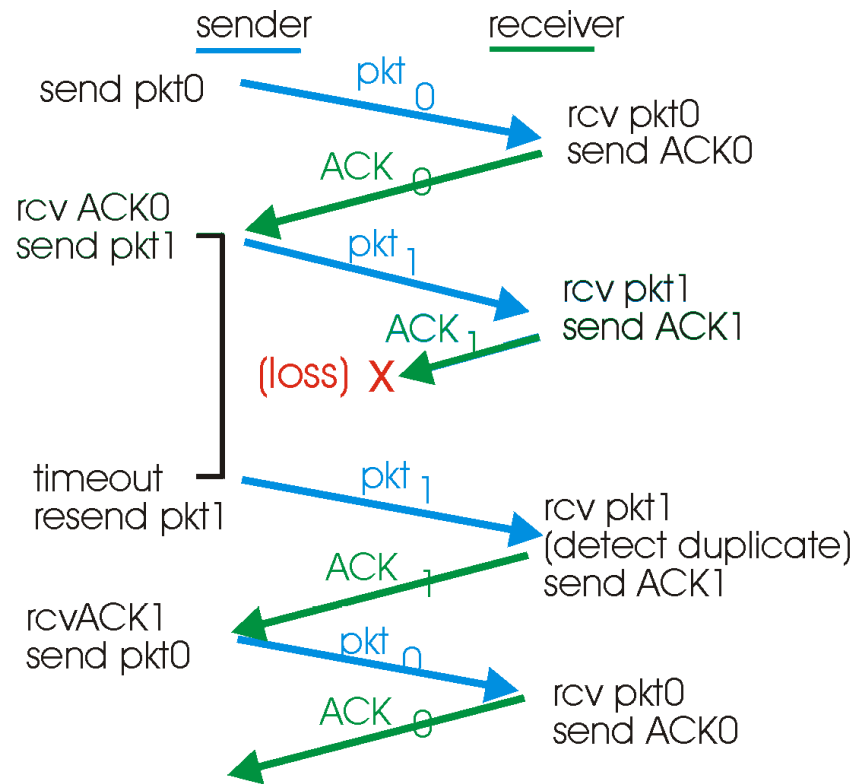 sender
receiver
send pkt0
pkt 0
rcv pkt0
send ACK0
ACK 0
rcv ACK0
send pkt1
pkt 1
rcv pkt1
send ACK1
ACK 1
(loss) X
timeout
resend pkt1
pkt 1
rcv pkt1
(detect duplicate)
send ACK1
ACK 1
rcvACK1
send pkt0
pkt 0
rcv pkt0
send ACK0
ACK 0